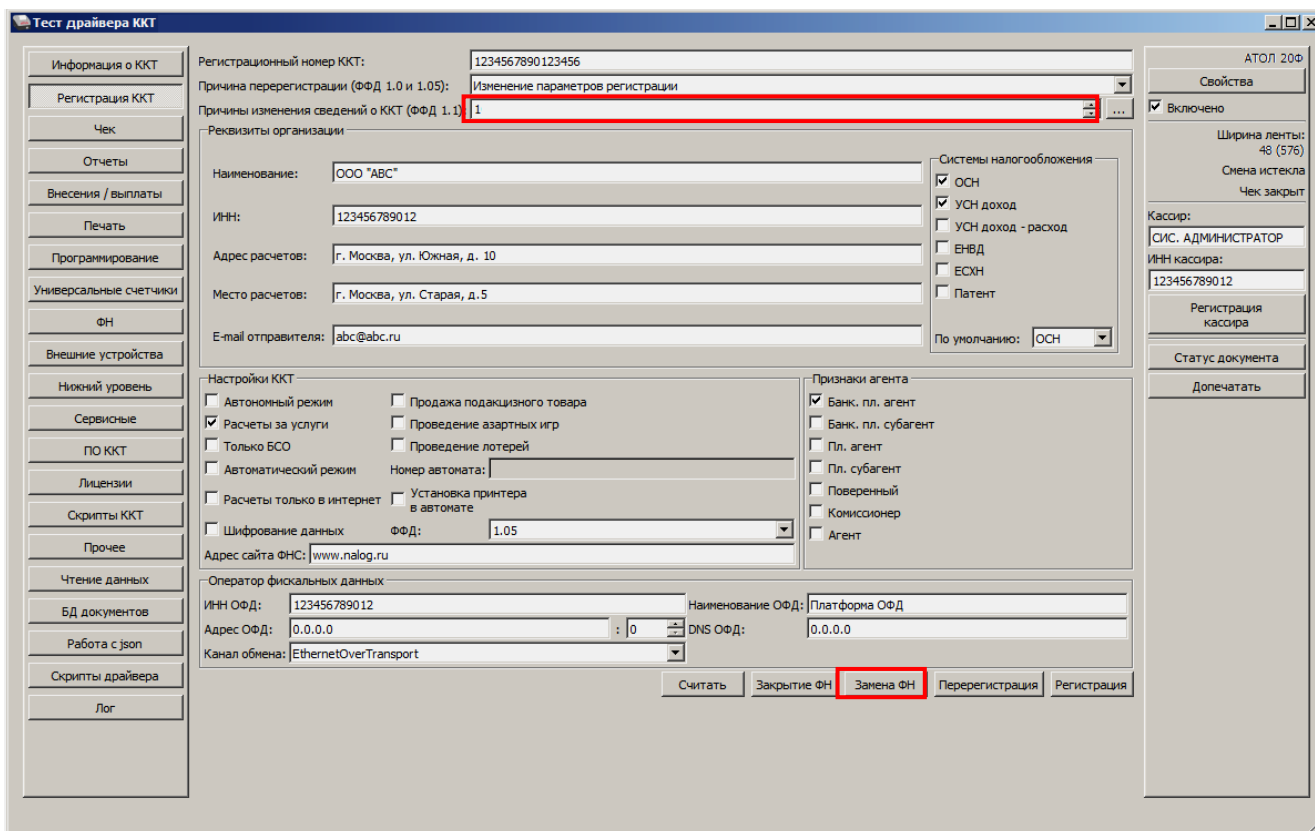 Тест драйвера ККТ
Информация о ККТ
Регистрация ККТ
Чек
Отчеты
Внесения / выплаты
Печать
Программирование
Универсальные счетчики
ФН
Внешние устройства
Нижний уровень
Сервисные
ПО ККТ
Лицензии
Скрипты ККТ
Прочее
Чтение данных
БД документов
Работа с json
Скрипты драйвера
Лог
Регистрационный номер ККТ: 1234567890123456
Причина перерегистрации (ФФД 1.0 и 1.05): Изменение параметров регистрации
Причины изменения сведений о ККТ (ФФД 1.1): 1 ...
Реквизиты организации
Наименование: ООО "АВС"
ИНН: 123456789012
Адрес расчетов: г. Москва, ул. Южная, д. 10
Место расчетов: г. Москва, ул. Старая, д.5
E-mail отправителя: abc@abc.ru
Системы налогообложения
ОСН
УСН доход
УСН доход - расход
ЕНВД
ЕСХН
Патент
По умолчанию: ОСН
Настройки ККТ
Автономный режим Продажа подакцизного товара
Расчеты за услуги Проведение азартных игр
Только БСО Проведение лотерей
Автоматический режим Номер автомата:
Расчеты только в интернет Установка принтера
в автомате
Шифрование данных ФФД: 1.05
Адрес сайта ФНС: www.nalog.ru
Признаки агента
Банк. пл. агент
Банк. пл. субагент
Пл. агент
Пл. субагент
Поверенный
Комиссионер
Агент
Оператор фискальных данных
ИНН ОФД: 123456789012 Наименование ОФД: Платформа ОФД
Адрес ОФД: 0.0.0.0 : 0 DNS ОФД: 0.0.0.0
Канал обмена: EthernetOverTransport
Считать Закрытие ФН Замена ФН Перерегистрация Регистрация
АТОЛ 20Ф
Свойства
Включено
Ширина ленты:
48 (576)
Смена истекла
Чек закрыт
Кассир:
СИС. АДМИНИСТРАТОР
ИНН кассира:
123456789012
Регистрация
кассира
Статус документа
Допечатать